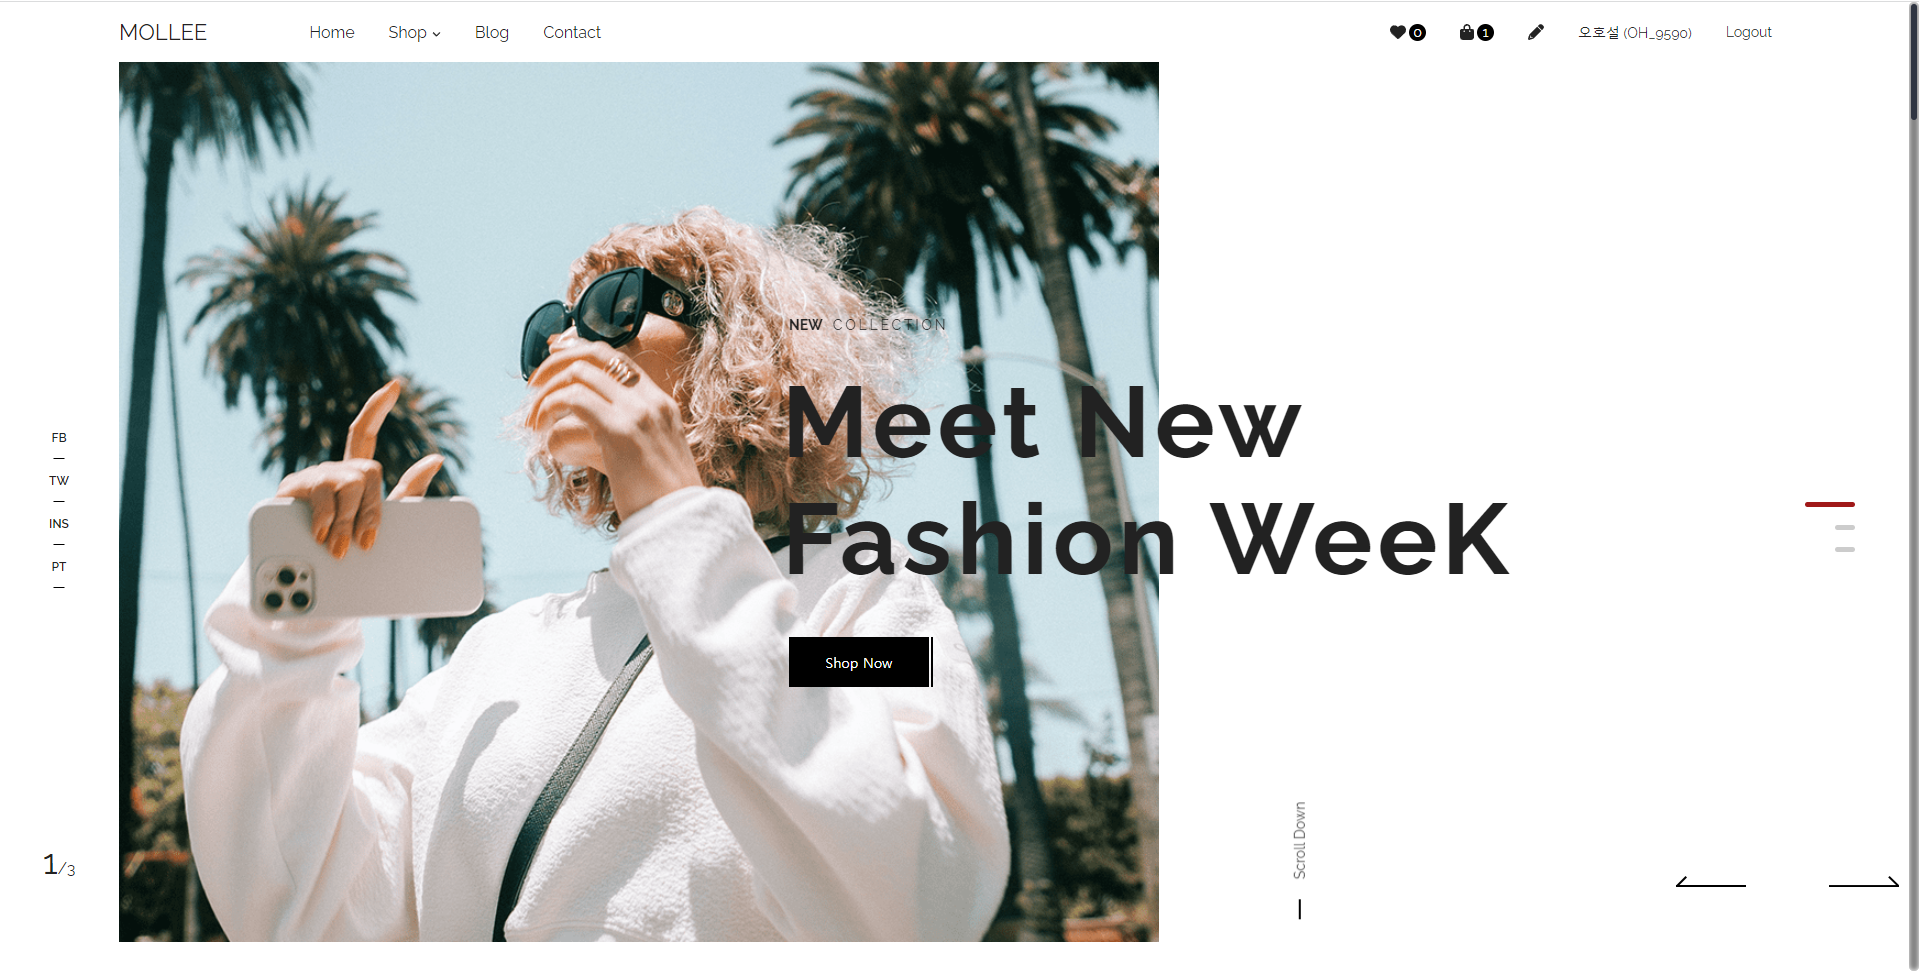 MOLLEE
Home
Shop
Blog
Contact
0
1
오호설 (OH_9590)
Logout
NEW COLLECTION
Meet New
Fashion WeeK
Shop Now
FB
TW
INS
PT
1/3
Scroll Down